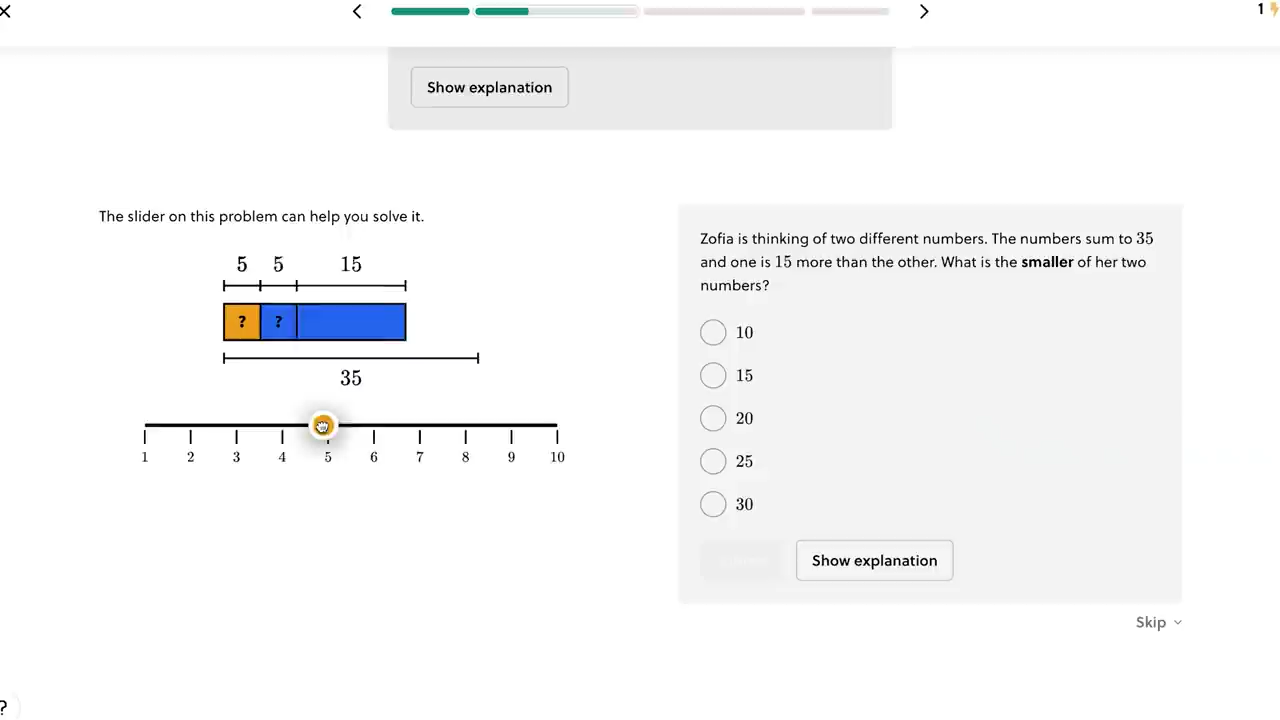 1
Show explanation
The slider on this problem can help you solve it.
5 5 15
? ?
35
1 2 3 4 5 6 7 8 9 10
Zofia is thinking of two different numbers. The numbers sum to 35
and one is 15 more than the other. What is the smaller of her two
numbers?
10
15
20
25
30
Show explanation
Skip
?